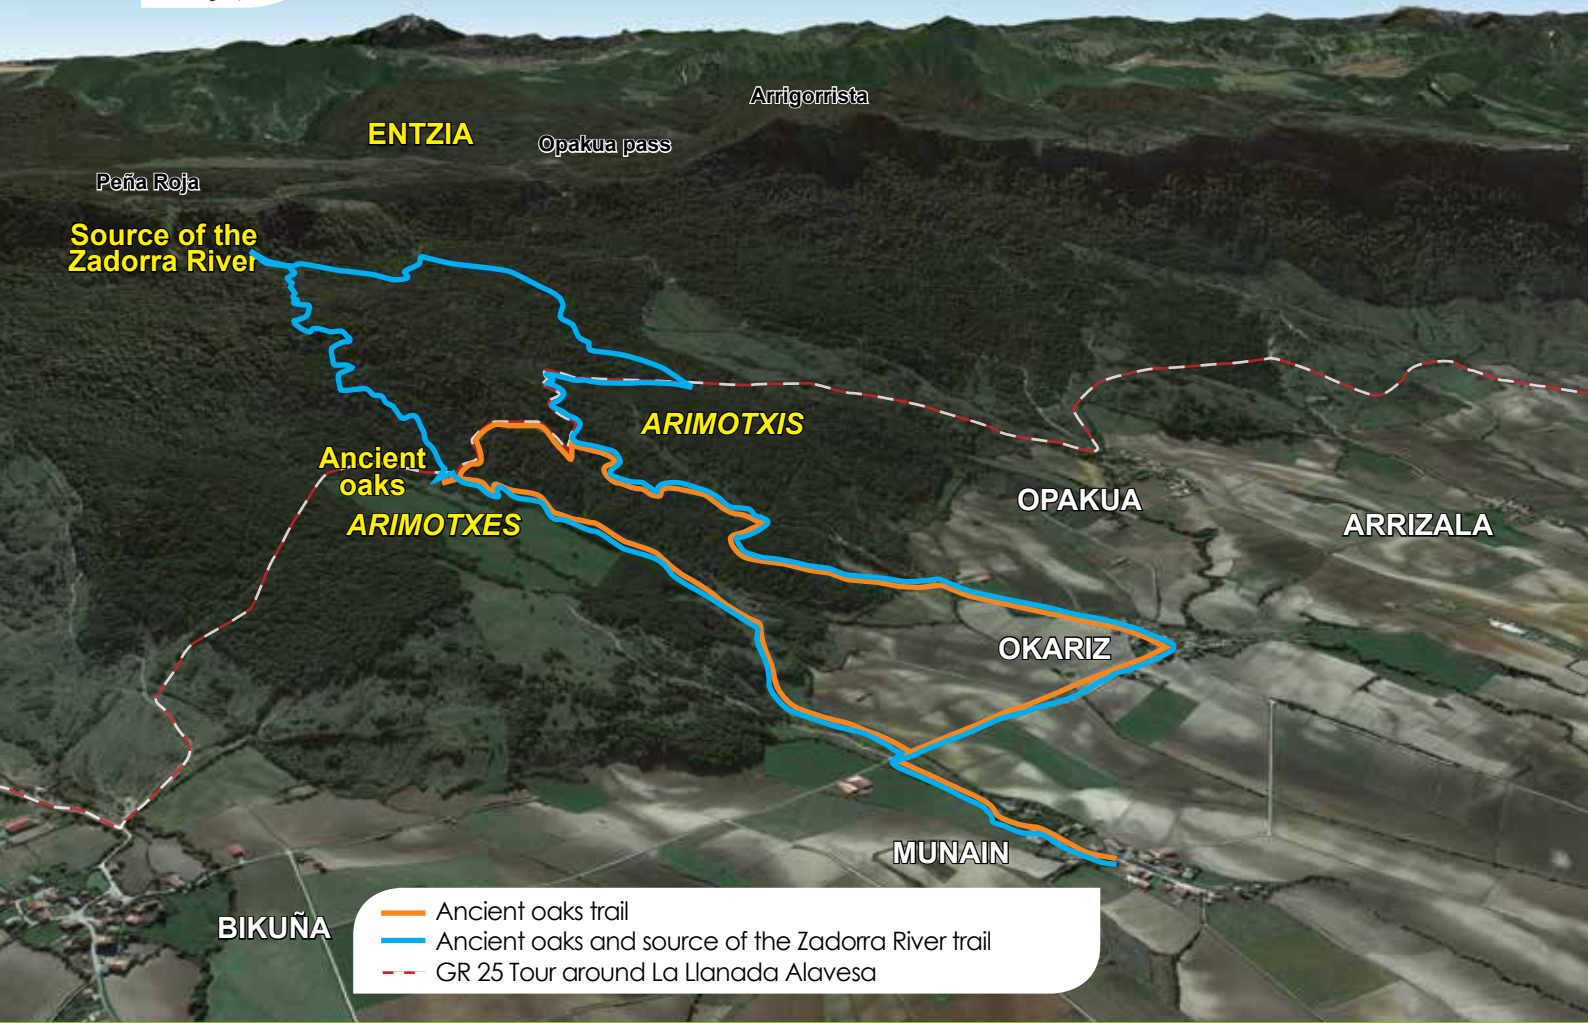 Arrigorrista
ENTZIA
Opakua pass
Peña Roja
Source of the
Zadorra River
ARIMOTXIS
Ancient
oaks
ARIMOTXES
OPAKUA
ARRIZALA
OKARIZ
MUNAIN
BIKUÑA
Ancient oaks trail
Ancient oaks and source of the Zadorra River trail
GR 25 Tour around La Llanada Alavesa